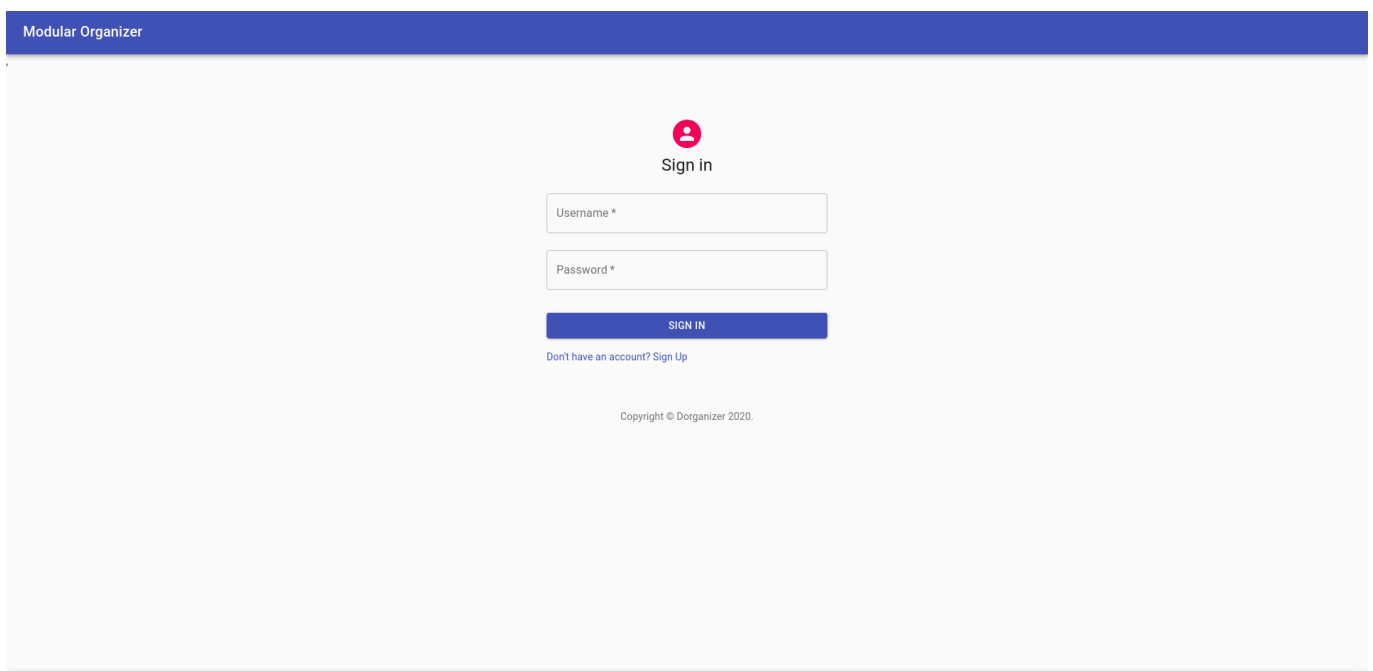 Modular Organizer
Sign in
Username *
Password *
SIGN IN
Don't have an account? Sign Up
Copyright © Dorganizer 2020.